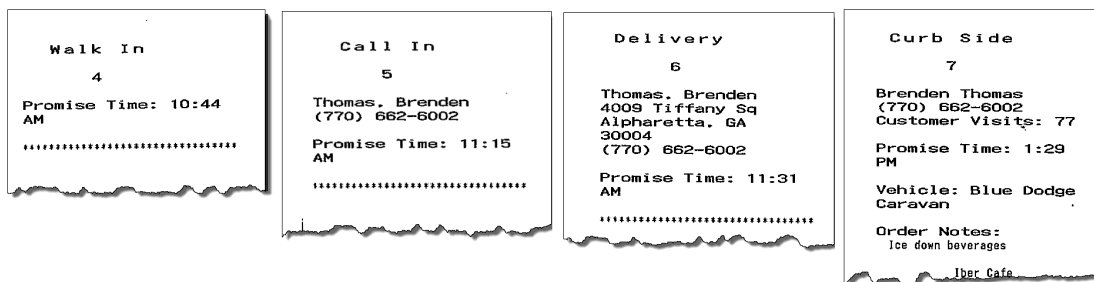 Walk In
4
Promise Time: 10:44
AM
*********************************
Call In
5
Thomas, Brenden
(770) 662-6002
Promise Time: 11:15
AM
*********************************
Delivery
6
Thomas, Brenden
4009 Tiffany Sq
Alpharetta, GA
30004
(770) 662-6002
Promise Time: 11:31
AM
*********************************
Curb Side
7
Brenden Thomas
(770) 662-6002
Customer Visits: 77
Promise Time: 1:29
PM
Vehicle: Blue Dodge
Caravan
Order Notes:
Ice down beverages
Iber Cafe